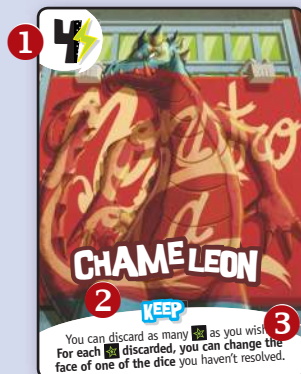 1
4
Monstro
a
CHAMELEON
2
KEEP
3
You can discard as many as you wish
For each discarded, you can change the
face of one of the dice you haven't resolved.